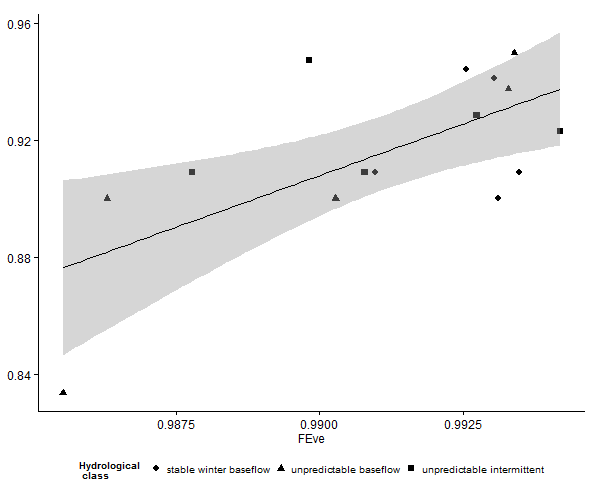 0.96
0.92
0.88
0.84
0.9875 0.9900 0.9925
FEve
Hydrological
class
stable winter baseflow unpredictable baseflow unpredictable intermittent